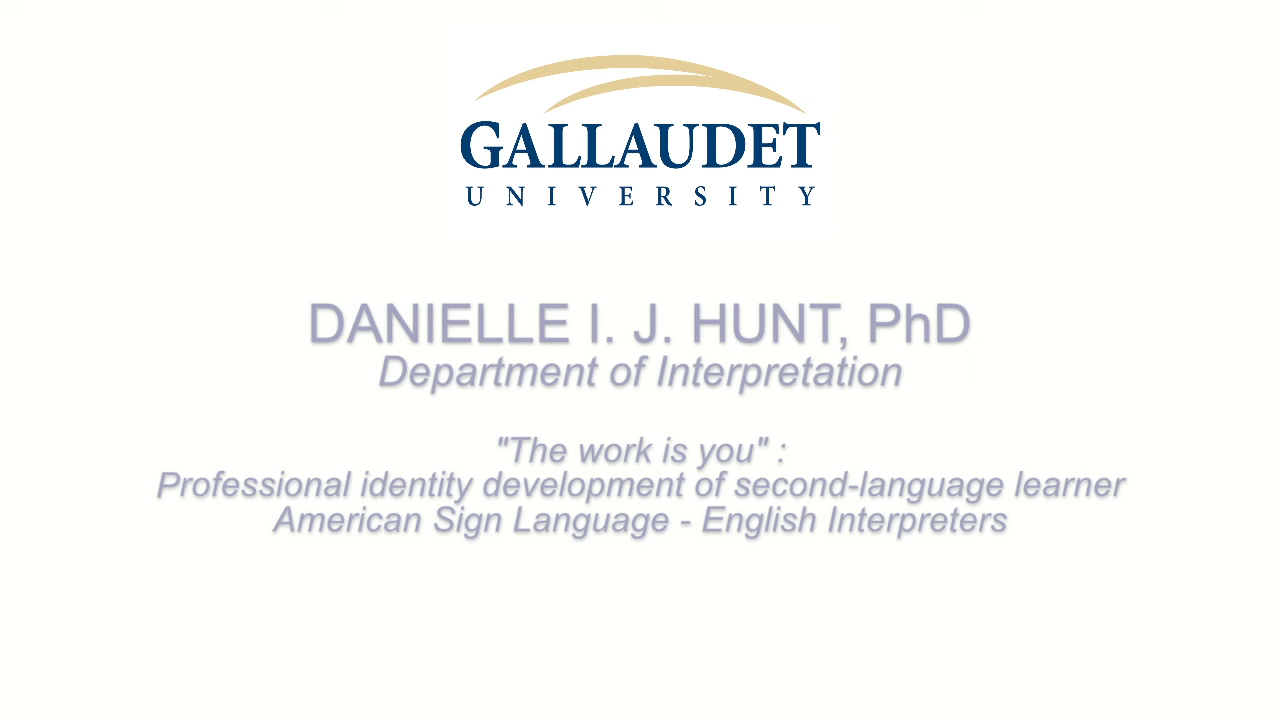 GALLAUDET
UNIVERSITY
DANIELLE I. J. HUNT, PhD
Department of Interpretation
"The work is you" :
Professional identity development of second-language learner
American Sign Language - English Interpreters